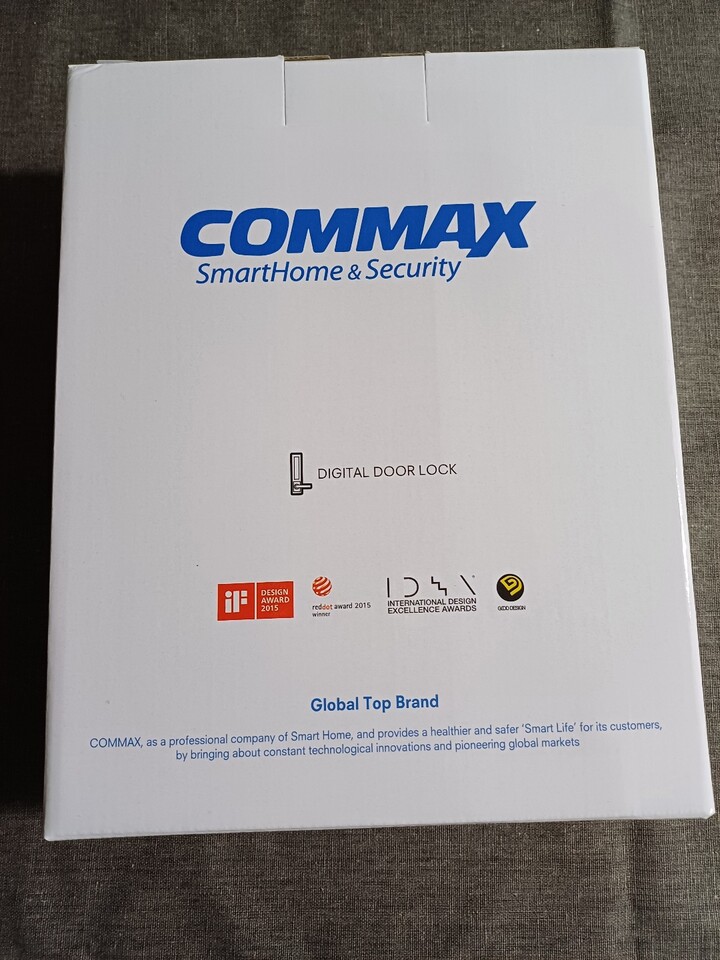 COMMAX
SmartHome & Security
DIGITAL DOOR LOCK
iF
DESIGN
AWARD
2015
reddot award 2015
winner
IDEA
INTERNATIONAL DESIGN
EXCELLENCE AWARDS
GOOD DESIGN
Global Top Brand
COMMAX, as a professional company of Smart Home, and provides a healthier and safer 'Smart Life' for its customers,
by bringing about constant technological innovations and pioneering global markets